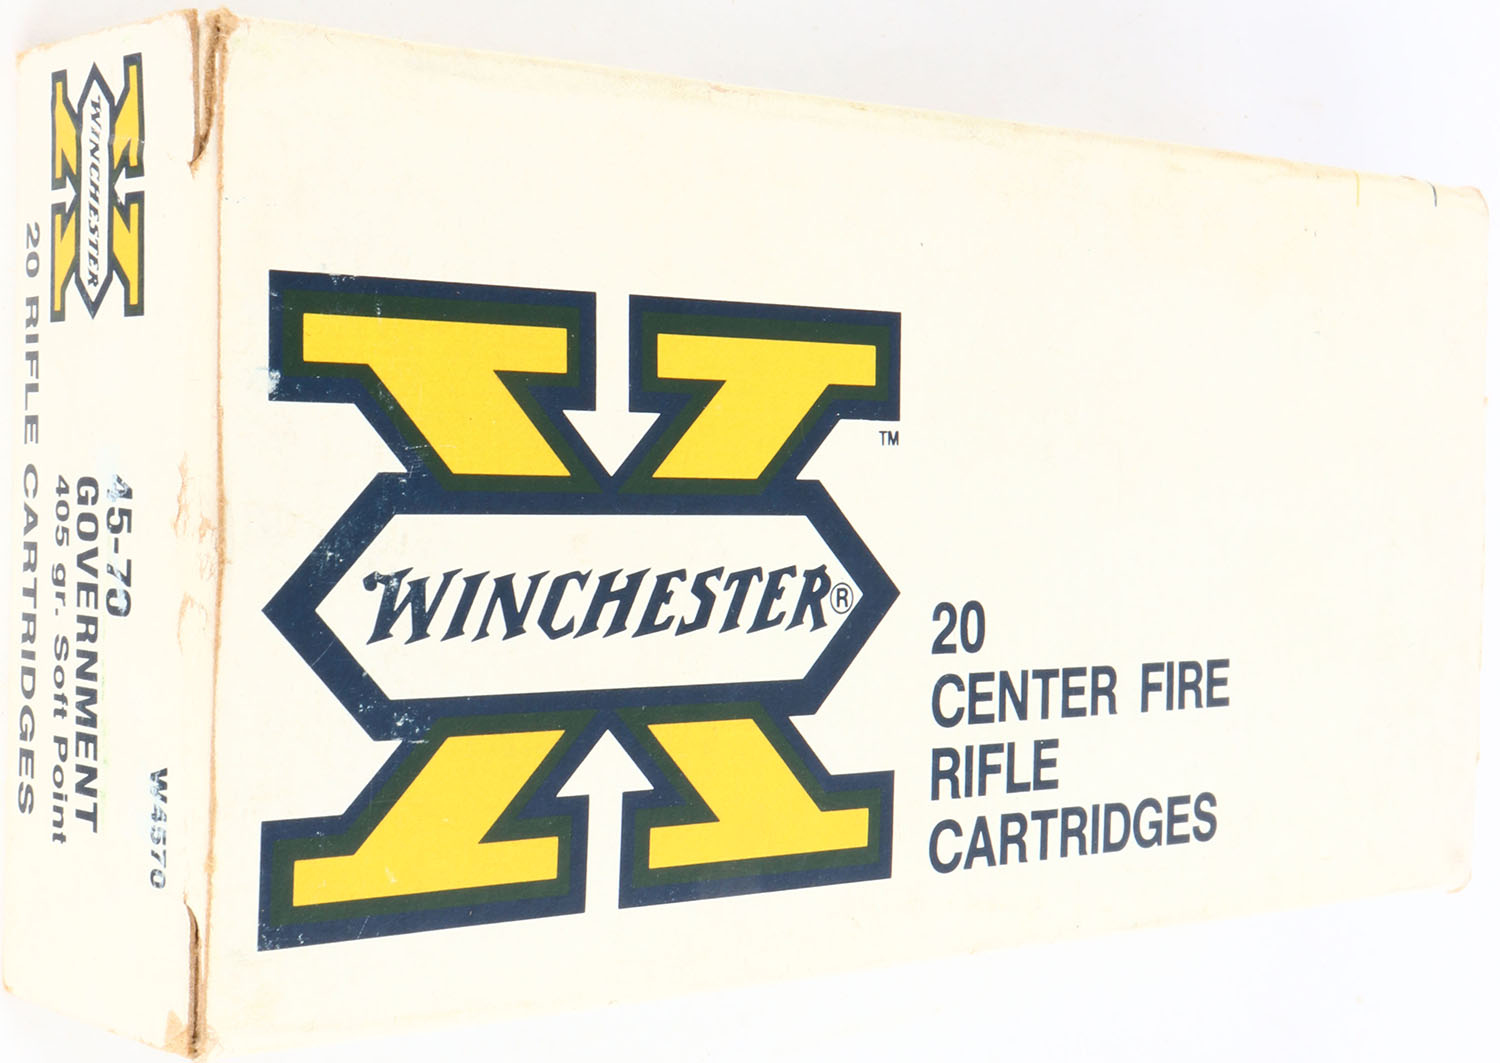 WINCHESTER
20 RIFLE CARTRIDGES
45-70
GOVERNMENT
405 gr. Soft Point
W4570
TM
WINCHESTER®
20
CENTER FIRE
RIFLE
CARTRIDGES